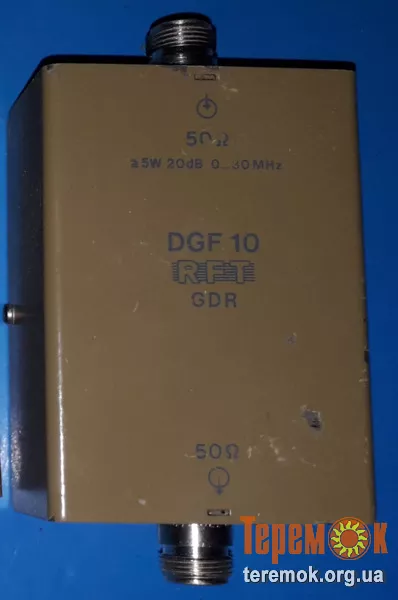 50Ω
≥5W 20dB 0...30MHz
DGF 10
RFT
GDR
50Ω
Теремок
teremok.org.ua